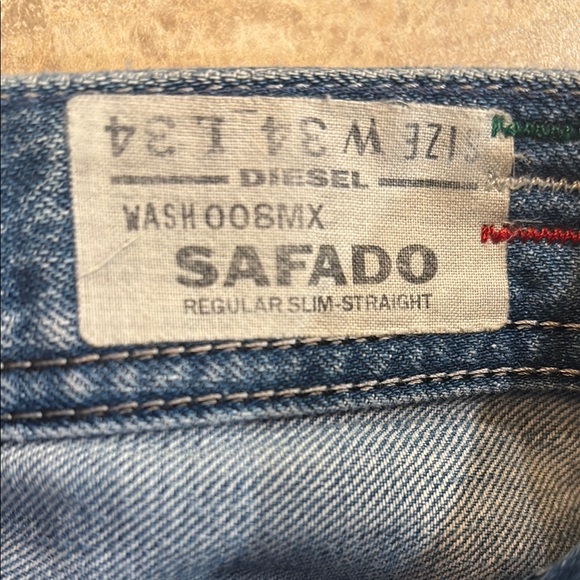 SIZE W 34 L 34
DIESEL
WASH 008MX
SAFADO
REGULAR SLIM-STRAIGHT